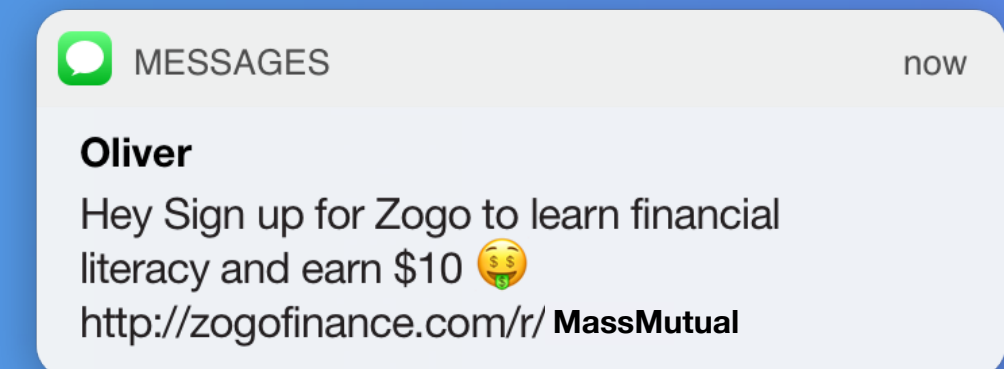 MESSAGES now
Oliver
Hey Sign up for Zogo to learn financial
literacy and earn $10 🤑
http://zogofinance.com/r/ MassMutual